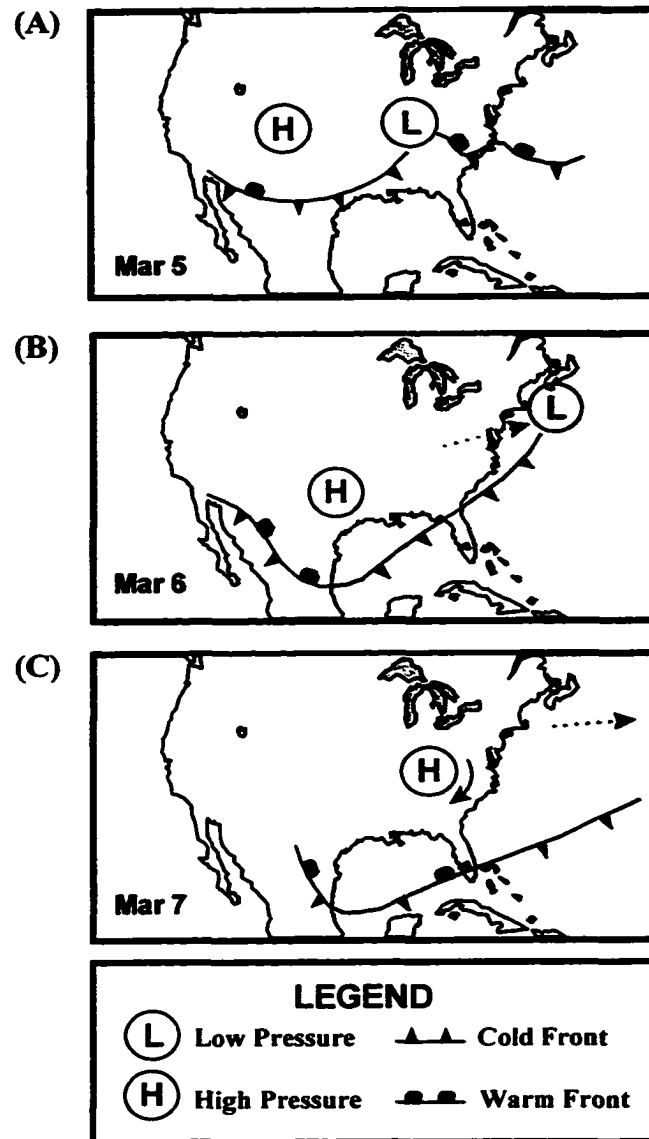 (A)
H
L
Mar 5
(B)
L
H
Mar 6
(C)
H
Mar 7
LEGEND
L Low Pressure Cold Front
H High Pressure Warm Front